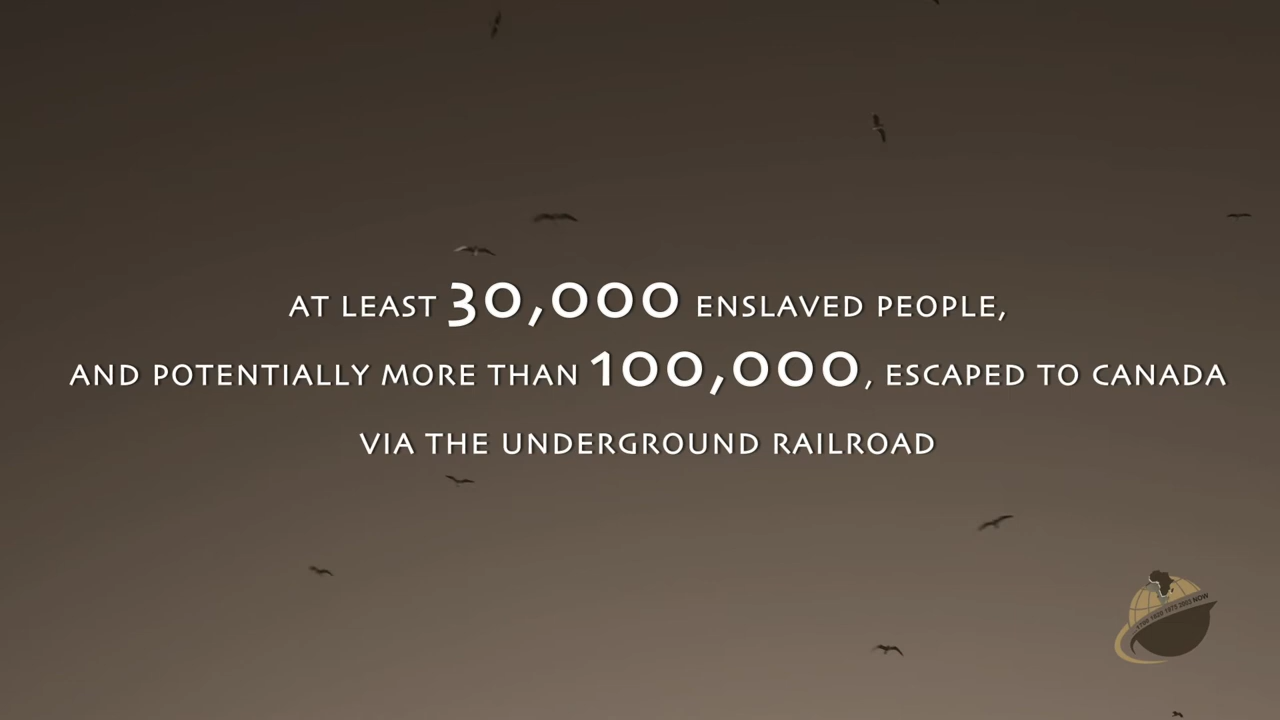 AT LEAST 30,000 ENSLAVED PEOPLE,
AND POTENTIALLY MORE THAN 100,000, ESCAPED TO CANADA
VIA THE UNDERGROUND RAILROAD
NOW